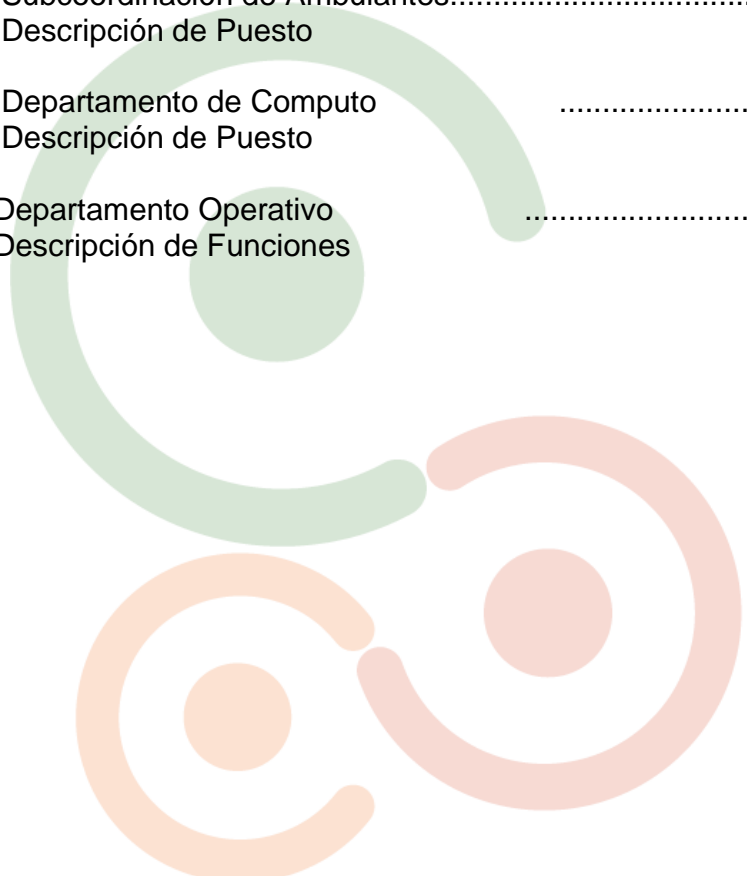 Subcoordinación de Ambulantes..................................
Descripción de Puesto
Departamento de Computo ......................
Descripción de Puesto
Departamento Operativo ..........................
Descripción de Funciones